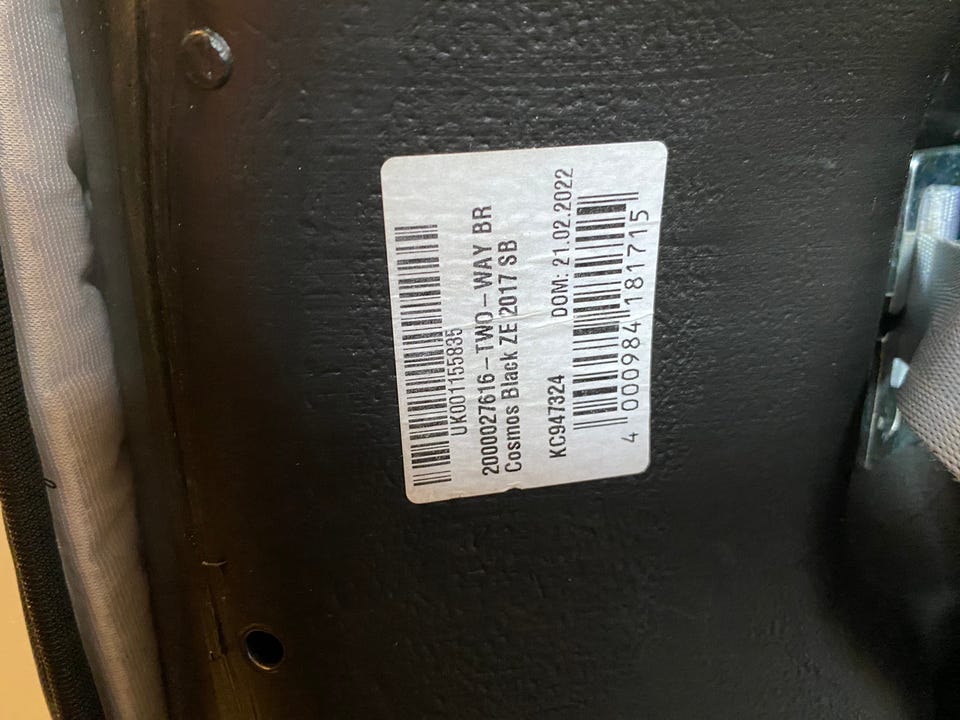 UK001155835
2000027616-TWO-WAY BR
Cosmos Black ZE 2017 SB
KC947324 DOM: 21.02.2022
4 000984 181715